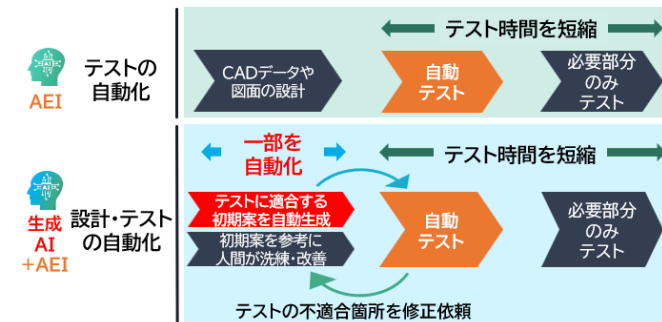 AEI
テストの
自動化
テスト時間を短縮
CADデータや
図面の設計
自動
テスト
必要部分
のみ
テスト
生成
AI
+AEI
設計・テスト
の自動化
一部を
自動化
テスト時間を短縮
テストに適合する
初期案を自動生成
初期案を参考に
人間が洗練・改善
自動
テスト
必要部分
のみ
テスト
テストの不適合箇所を修正依頼